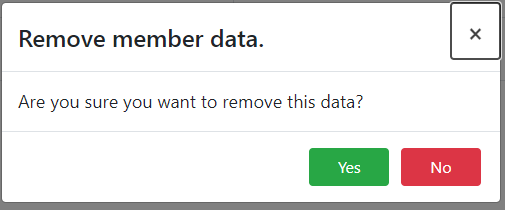 Remove member data.
×
Are you sure you want to remove this data?
Yes
No